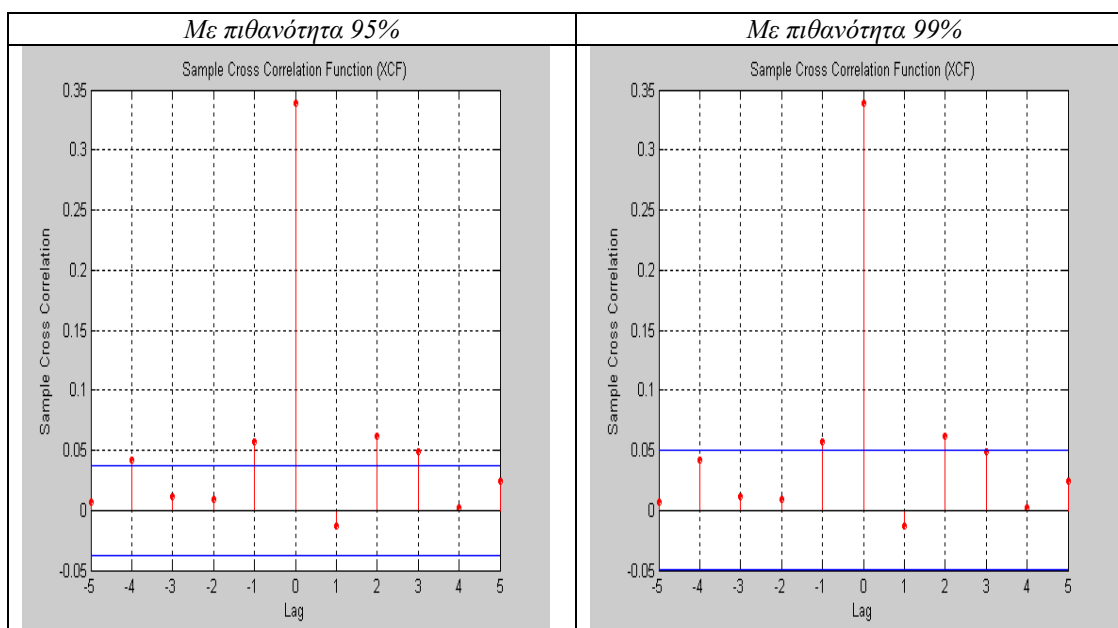 Με πιθανότητα 95%
Με πιθανότητα 99%
Sample Cross Correlation Function (XCF)
0.35
0.3
0.25
0.2
0.15
0.1
0.05
0
-0.05
Sample Cross Correlation
-5 -4 -3 -2 -1 0 1 2 3 4 5
Lag
Sample Cross Correlation Function (XCF)
0.35
0.3
0.25
0.2
0.15
0.1
0.05
0
-0.05
Sample Cross Correlation
-5 -4 -3 -2 -1 0 1 2 3 4 5
Lag